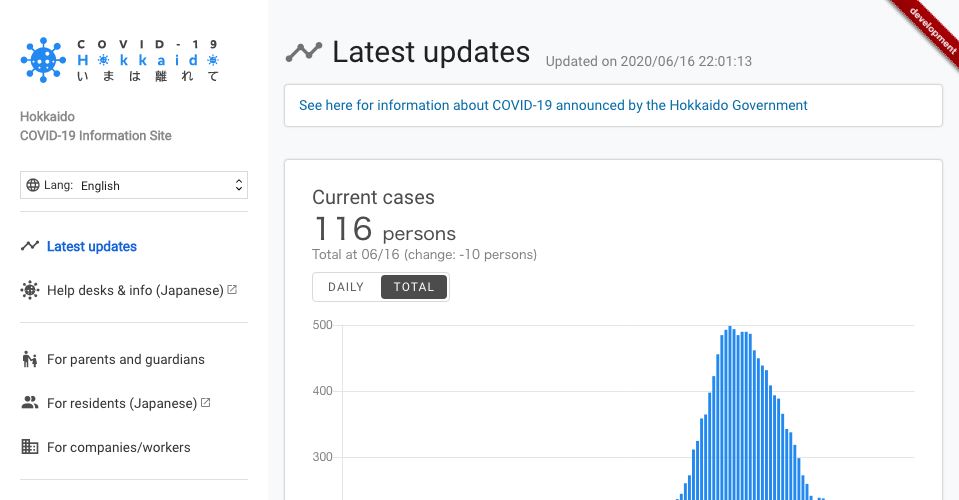 COVID-19
Hokkaido
いまは離れて
Hokkaido
COVID-19 Information Site
Lang: English
Latest updates
Help desks & info (Japanese)
For parents and guardians
For residents (Japanese)
For companies/workers
development
Latest updates Updated on 2020/06/16 22:01:13
See here for information about COVID-19 announced by the Hokkaido Government
Current cases
116 persons
Total at 06/16 (change: -10 persons)
DAILY TOTAL
500
400
300